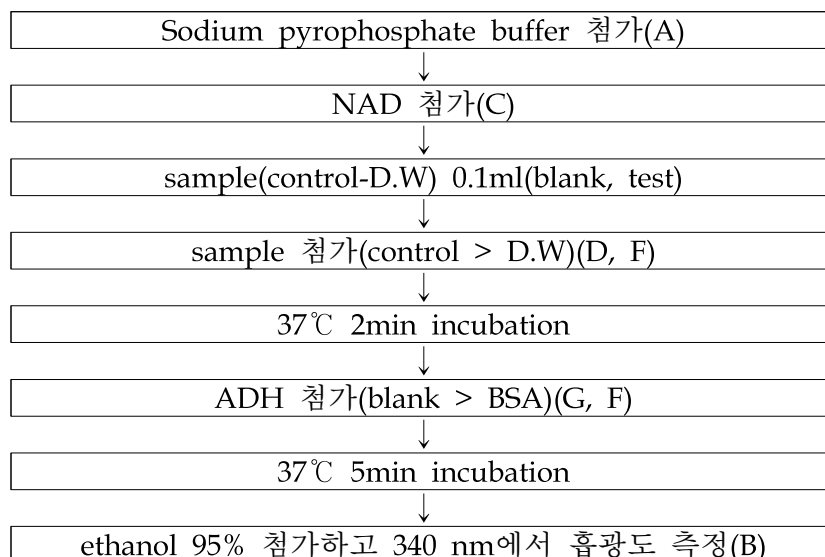 Sodium pyrophosphate buffer 첨가(A)
NAD 첨가(C)
sample(control-D.W) 0.1ml(blank, test)
sample 첨가(control > D.W)(D, F)
37℃ 2min incubation
ADH 첨가(blank > BSA)(G, F)
37℃ 5min incubation
ethanol 95% 첨가하고 340 nm에서 흡광도 측정(B)